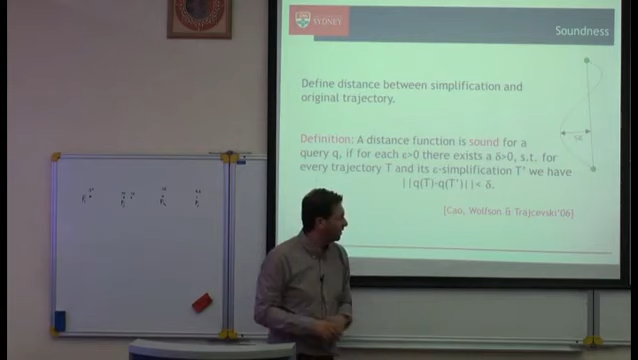 SYDNEY
Soundness
Define distance between simplification and
original trajectory.
Definition: A distance function is sound for a
query q, if for each ε>0 there exists a δ>0, s.t. for
every trajectory T and its ε-simplification T' we have
||q(T)-q(T')||< δ.
[Cao, Wolfson & Trajcevski'06]
≤ε